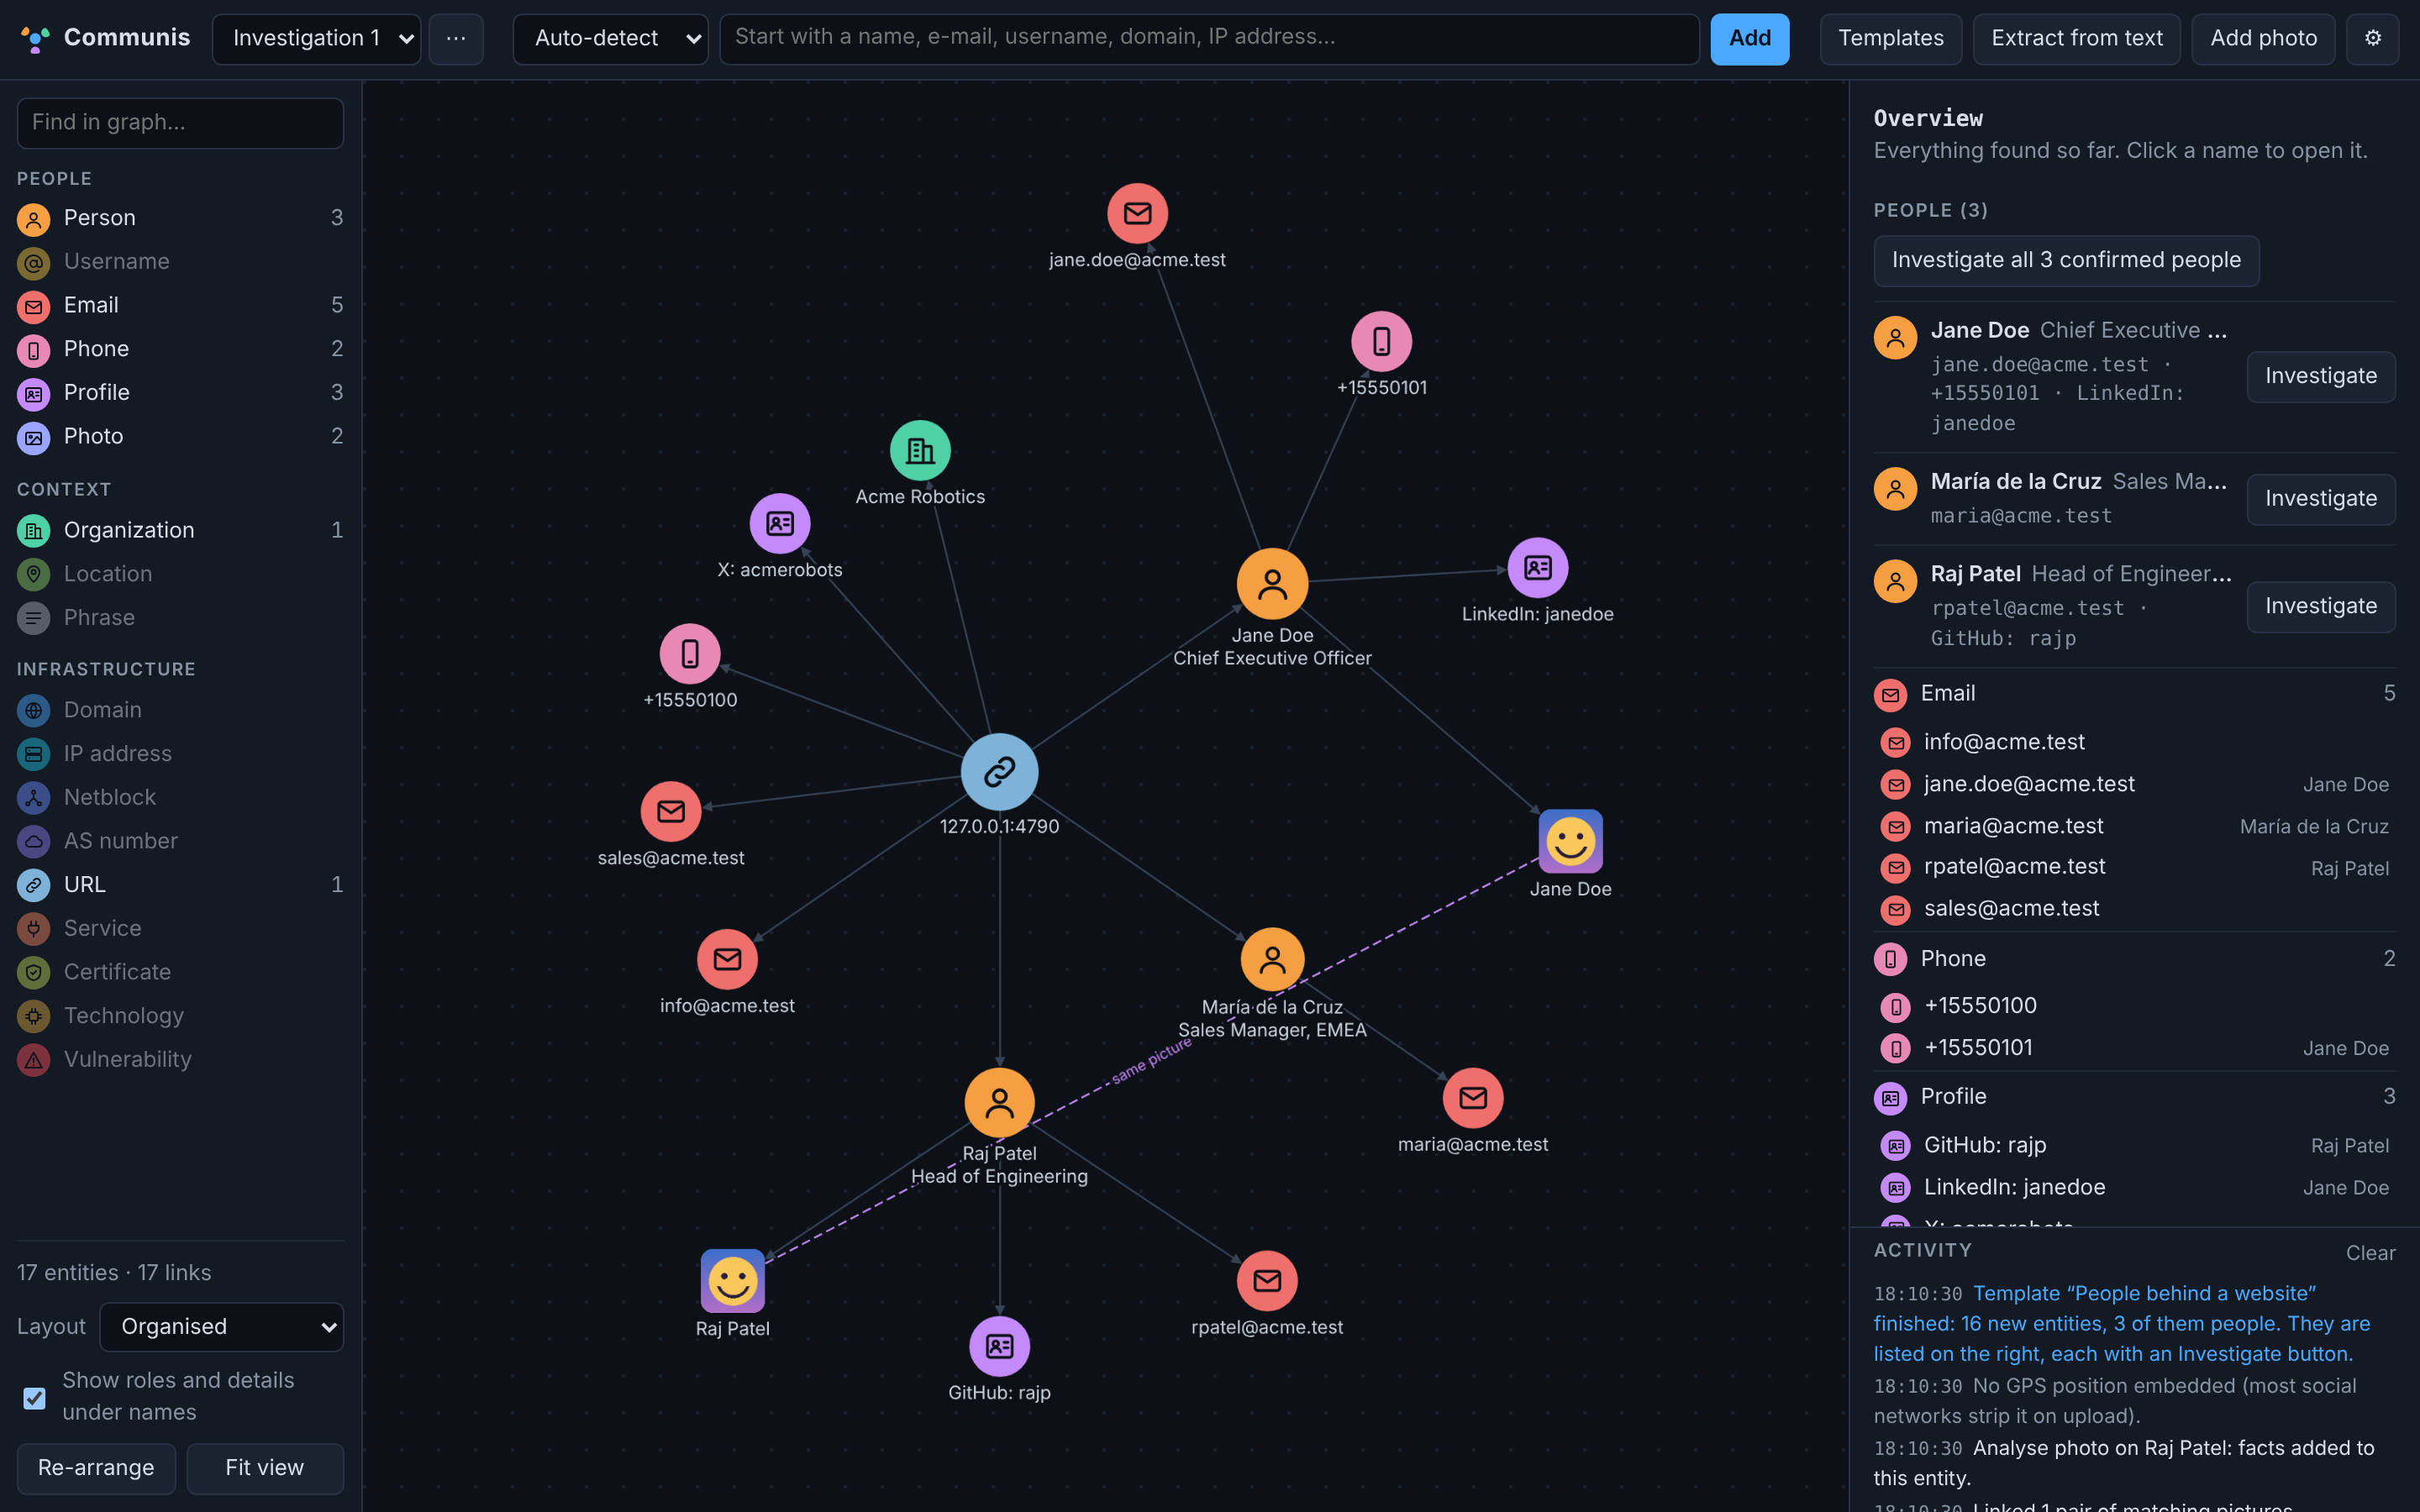 Communis
Investigation 1
...
Auto-detect
Start with a name, e-mail, username, domain, IP address...
Add
Templates
Extract from text
Add photo
Find in graph...
PEOPLE
Person 3
Username
Email 5
Phone 2
Profile 3
Photo 2
CONTEXT
Organization 1
Location
Phrase
INFRASTRUCTURE
Domain
IP address
Netblock
AS number
URL 1
Service
Certificate
Technology
Vulnerability
17 entities · 17 links
Layout Organised
Show roles and details
under names
Re-arrange
Fit view
jane.doe@acme.test
+15550101
Acme Robotics
X: acmerobots
LinkedIn: janedoe
Jane Doe
Chief Executive Officer
+15550100
127.0.0.1:4790
sales@acme.test
Jane Doe
info@acme.test
María de la Cruz
Sales Manager, EMEA
same picture
maria@acme.test
Raj Patel
Head of Engineering
Raj Patel
rpatel@acme.test
GitHub: rajp
Overview
Everything found so far. Click a name to open it.
PEOPLE (3)
Investigate all 3 confirmed people
Jane Doe Chief Executive ...
jane.doe@acme.test ·
+15550101 · LinkedIn:
janedoe
Investigate
María de la Cruz Sales Ma...
maria@acme.test
Investigate
Raj Patel Head of Engineer...
rpatel@acme.test ·
GitHub: rajp
Investigate
Email 5
info@acme.test
jane.doe@acme.test Jane Doe
maria@acme.test María de la Cruz
rpatel@acme.test Raj Patel
sales@acme.test
Phone 2
+15550100
+15550101 Jane Doe
Profile 3
GitHub: rajp Raj Patel
LinkedIn: janedoe Jane Doe
X: acmerobots
ACTIVITY
Clear
18:10:30 Template “People behind a website”
finished: 16 new entities, 3 of them people. They are
listed on the right, each with an Investigate button.
18:10:30 No GPS position embedded (most social
networks strip it on upload).
18:10:30 Analyse photo on Raj Patel: facts added to
this entity.
18:10:30 Linked 1 pair of matching pictures